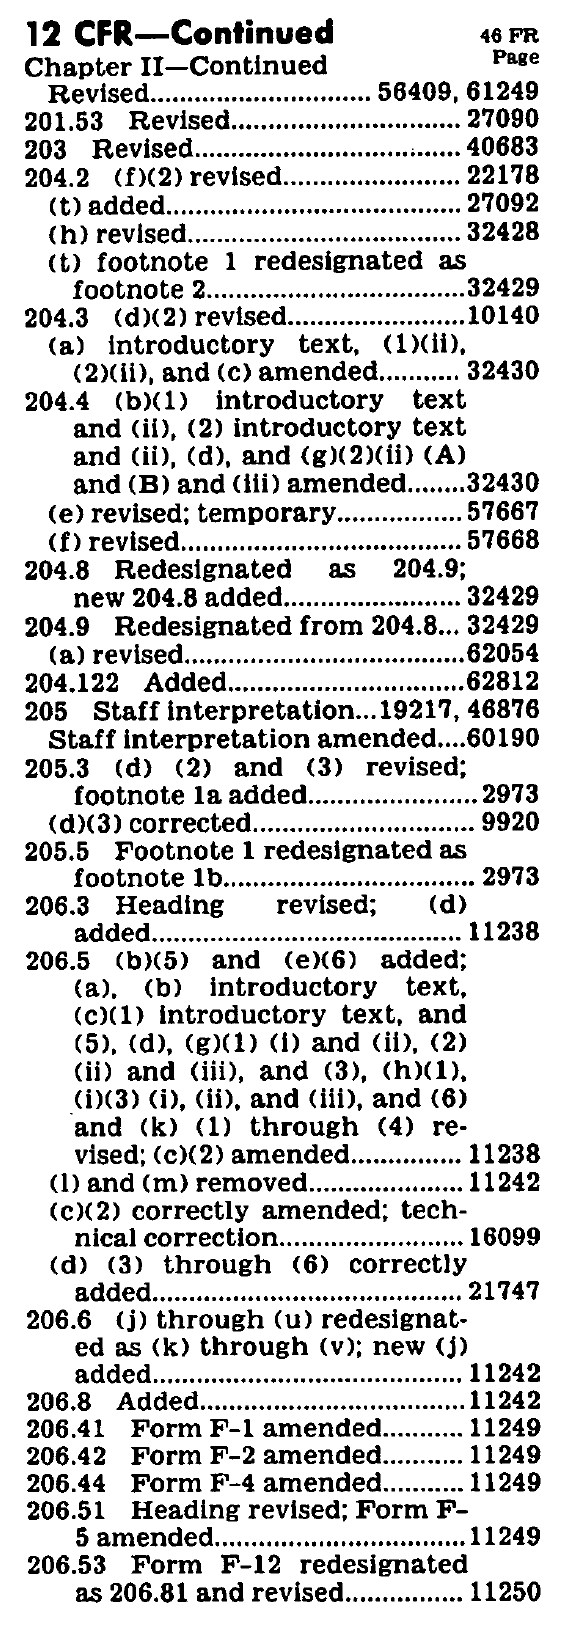 12 CFR—Continued
46 FR
Page
Chapter II—Continued
Revised............................ 56409, 61249
201.53 Revised............................... 27090
203 Revised.................................... 40683
204.2 (f)(2) revised........................ 22178
(t) added........................................ 27092
(h) revised..................................... 32428
(t) footnote 1 redesignated as
footnote 2...................................32429
204.3 (d)(2) revised........................10140
(a) introductory text, (1)(ii),
(2)(ii), and (c) amended........... 32430
204.4 (b)(1) introductory text
and (ii), (2) introductory text
and (ii), (d), and (g)(2)(ii) (A)
and (B) and (iii) amended........32430
(e) revised; temporary................. 57667
(f) revised...................................... 57668
204.8 Redesignated as 204.9;
new 204.8 added........................ 32429
204.9 Redesignated from 204.8... 32429
(a) revised......................................62054
204.122 Added................................62812
205 Staff interpretation...19217, 46876
Staff interpretation amended....60190
205.3 (d) (2) and (3) revised;
footnote 1a added....................... 2973
(d)(3) corrected.............................. 9920
205.5 Footnote 1 redesignated as
footnote 1b.................................. 2973
206.3 Heading revised; (d)
added.......................................... 11238
206.5 (b)(5) and (e)(6) added;
(a), (b) introductory text,
(c)(1) introductory text, and
(5), (d), (g)(1) (i) and (ii), (2)
(ii) and (iii), and (3), (h)(1),
(i)(3) (i), (ii), and (iii), and (6)
and (k) (1) through (4) re-
vised; (c)(2) amended............... 11238
(l) and (m) removed..................... 11242
(c)(2) correctly amended; tech-
nical correction......................... 16099
(d) (3) through (6) correctly
added.......................................... 21747
206.6 (j) through (u) redesignat-
ed as (k) through (v); new (j)
added.......................................... 11242
206.8 Added....................................11242
206.41 Form F-1 amended........... 11249
206.42 Form F-2 amended........... 11249
206.44 Form F-4 amended........... 11249
206.51 Heading revised; Form F-
5 amended..................................11249
206.53 Form F-12 redesignated
as 206.81 and revised................ 11250